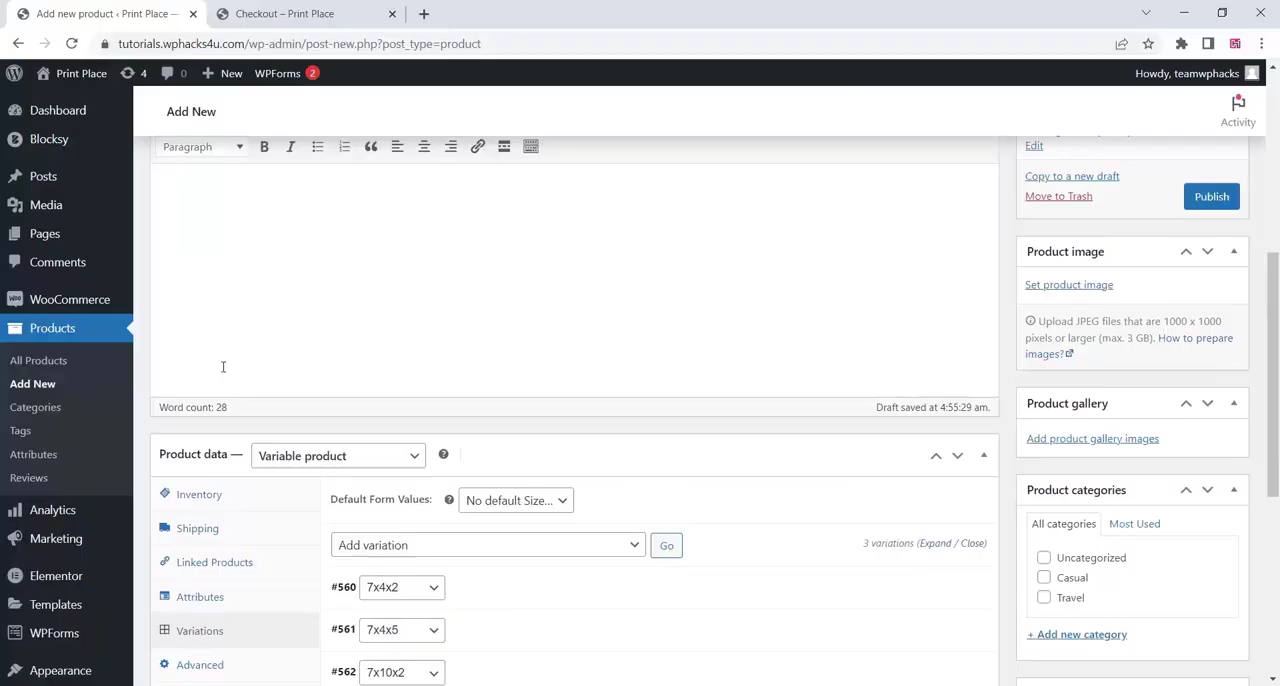 Add new product ‹ Print Place —
Checkout – Print Place
tutorials.wphacks4u.com/wp-admin/post-new.php?post_type=product
Print Place
4
0
New
WPForms 2
Howdy, teamwphacks
Dashboard
Blocksy
Posts
Media
Pages
Comments
WooCommerce
Products
All Products
Add New
Categories
Tags
Attributes
Reviews
Analytics
Marketing
Elementor
Templates
WPForms
Appearance
Add New
Activity
Paragraph
Word count: 28
Draft saved at 4:55:29 am.
Product data —
Variable product
Inventory
Shipping
Linked Products
Attributes
Variations
Advanced
Default Form Values:
No default Size...
Add variation
Go
3 variations (Expand / Close)
#560 7x4x2
#561 7x4x5
#562 7x10x2
Edit
Copy to a new draft
Move to Trash
Publish
Product image
Set product image
Upload JPEG files that are 1000 x 1000
pixels or larger (max. 3 GB). How to prepare
images?
Product gallery
Add product gallery images
Product categories
All categories
Most Used
Uncategorized
Casual
Travel
+ Add new category